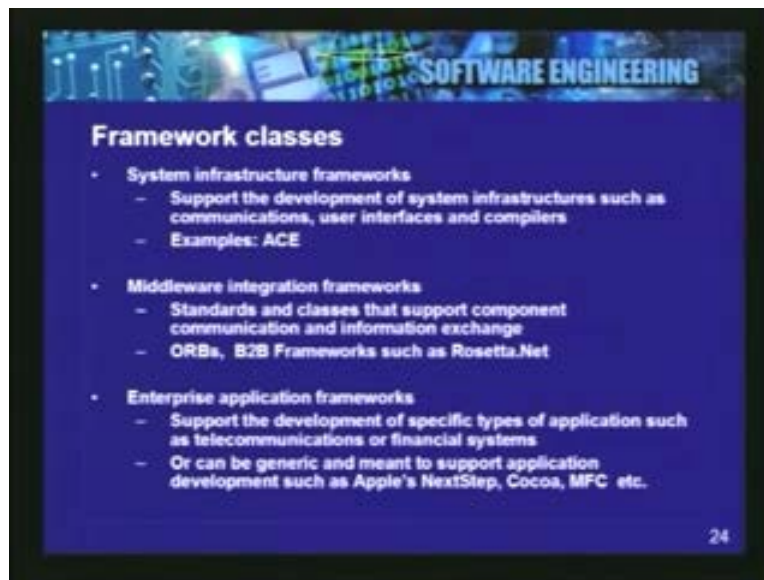 SOFTWARE ENGINEERING
Framework classes
• System infrastructure frameworks
– Support the development of system infrastructures such as
communications, user interfaces and compilers
– Examples: ACE
• Middleware integration frameworks
– Standards and classes that support component
communication and information exchange
– ORBs, B2B Frameworks such as Rosetta.Net
• Enterprise application frameworks
– Support the development of specific types of application such
as telecommunications or financial systems
– Or can be generic and meant to support application
development such as Apple's NextStep, Cocoa, MFC etc.
24